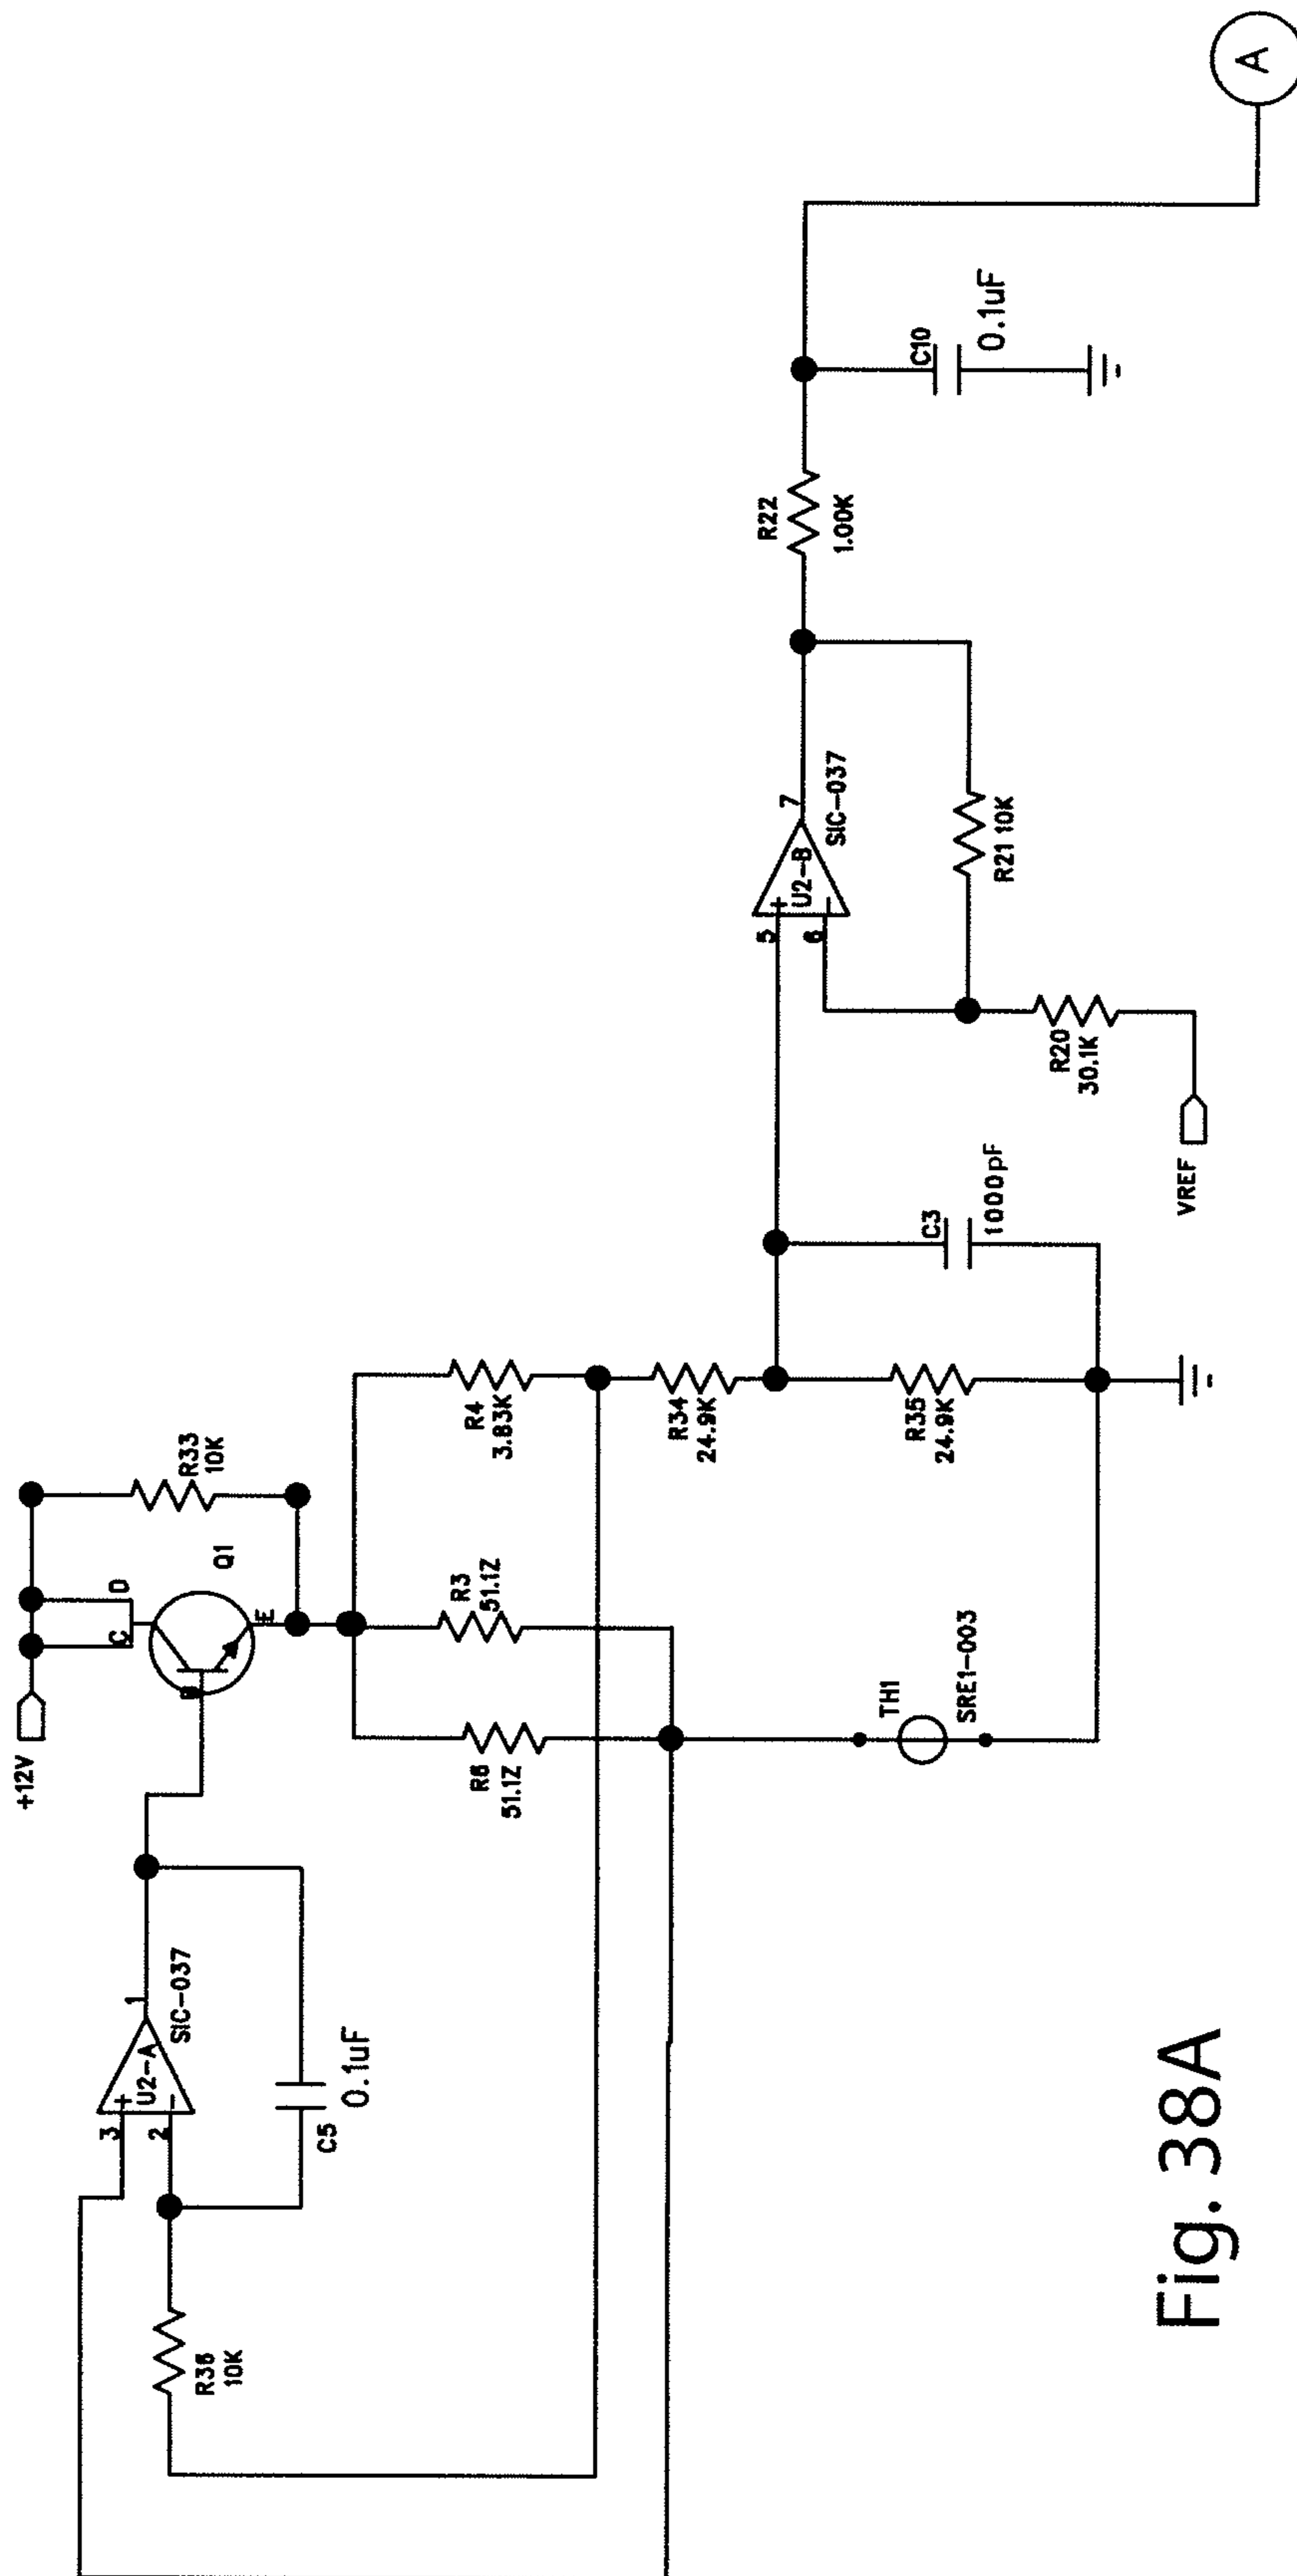 +12V
C
D
B
E
Q1
R33
10K
3
2
+
-
U2-A
1
SIC-037
C5
0.1uF
R36
10K
R6
51.1Z
R3
51.1Z
R4
3.83K
R34
24.9K
R35
24.9K
TH1
SRE1-003
C3
1000pF
5
6
+
-
U2-B
7
SIC-037
R21 10K
R20
30.1K
VREF
R22
1.00K
C10
0.1uF
A
Fig. 38A